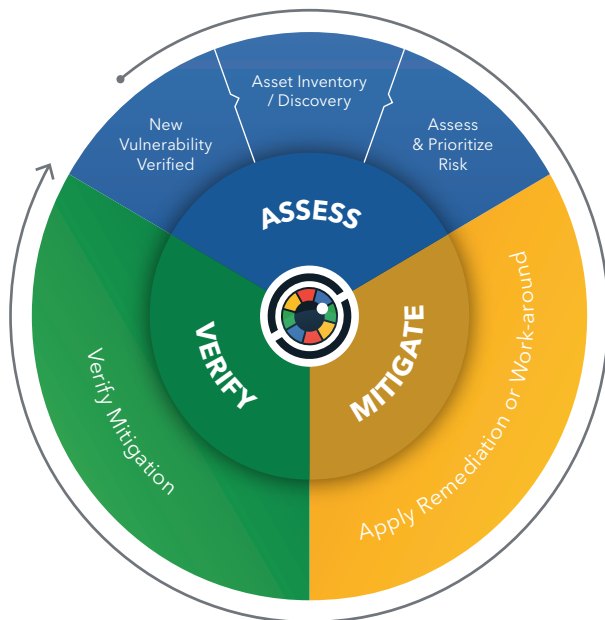 New
Vulnerability
Verified
Asset Inventory
/ Discovery
Assess
& Prioritize
Risk
ASSESS
MITIGATE
Apply Remediation or Work-around
VERIFY
Verify Mitigation